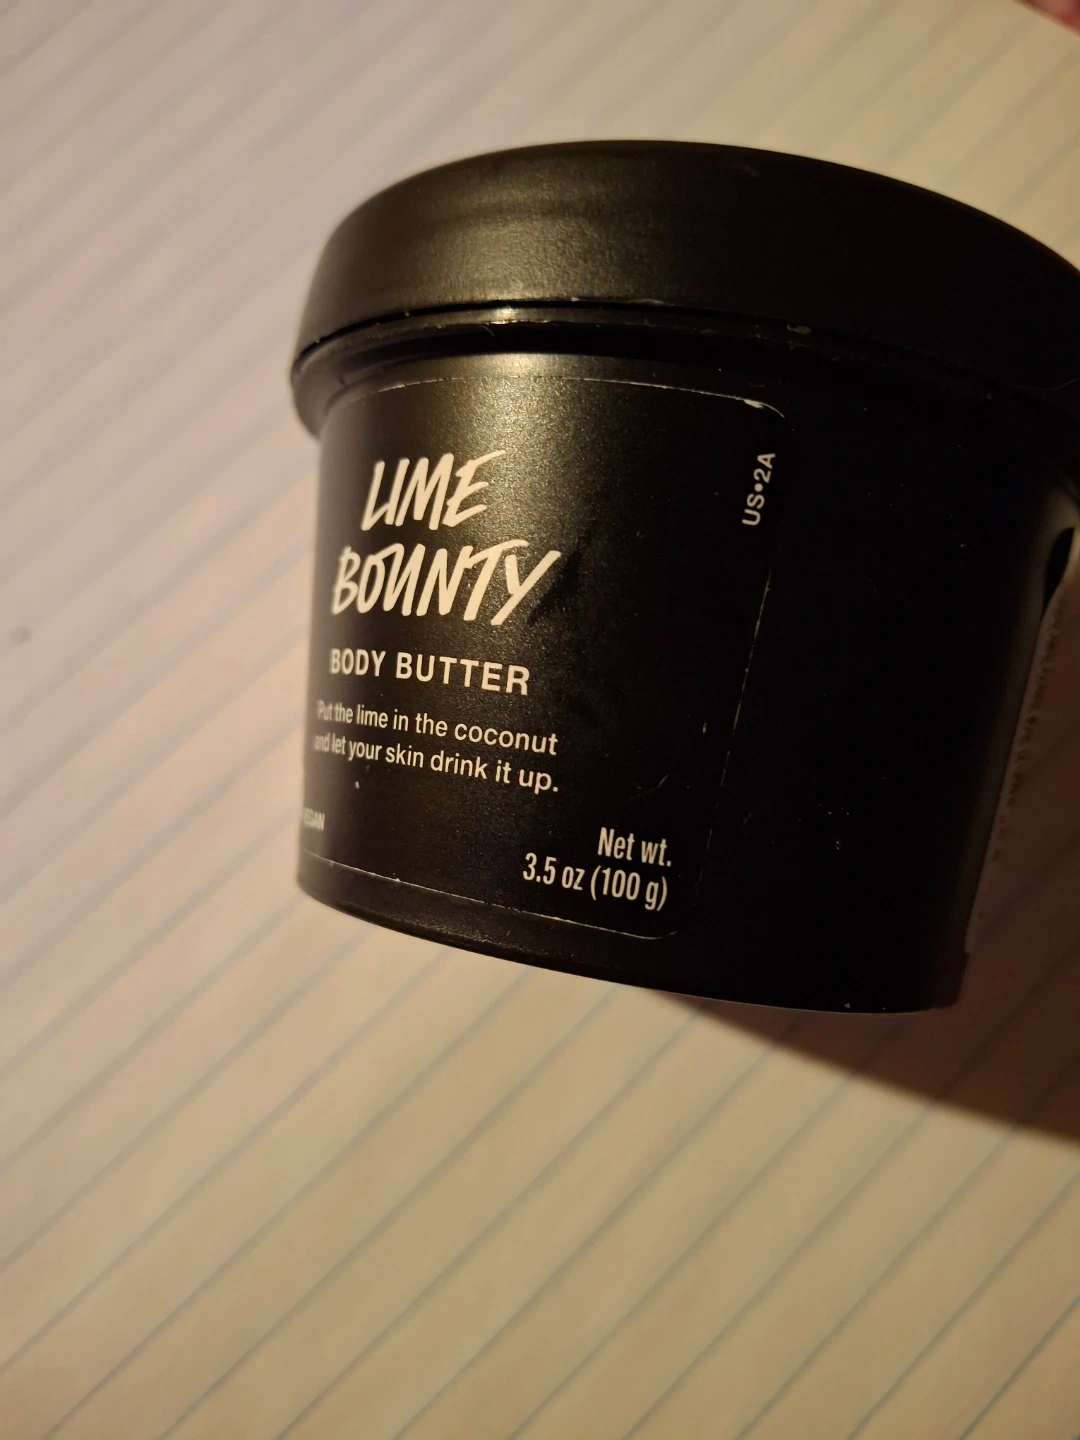 LIME
BOUNTY
BODY BUTTER
Put the lime in the coconut
and let your skin drink it up.
VEGAN
Net wt.
3.5 oz (100 g)
US•2A